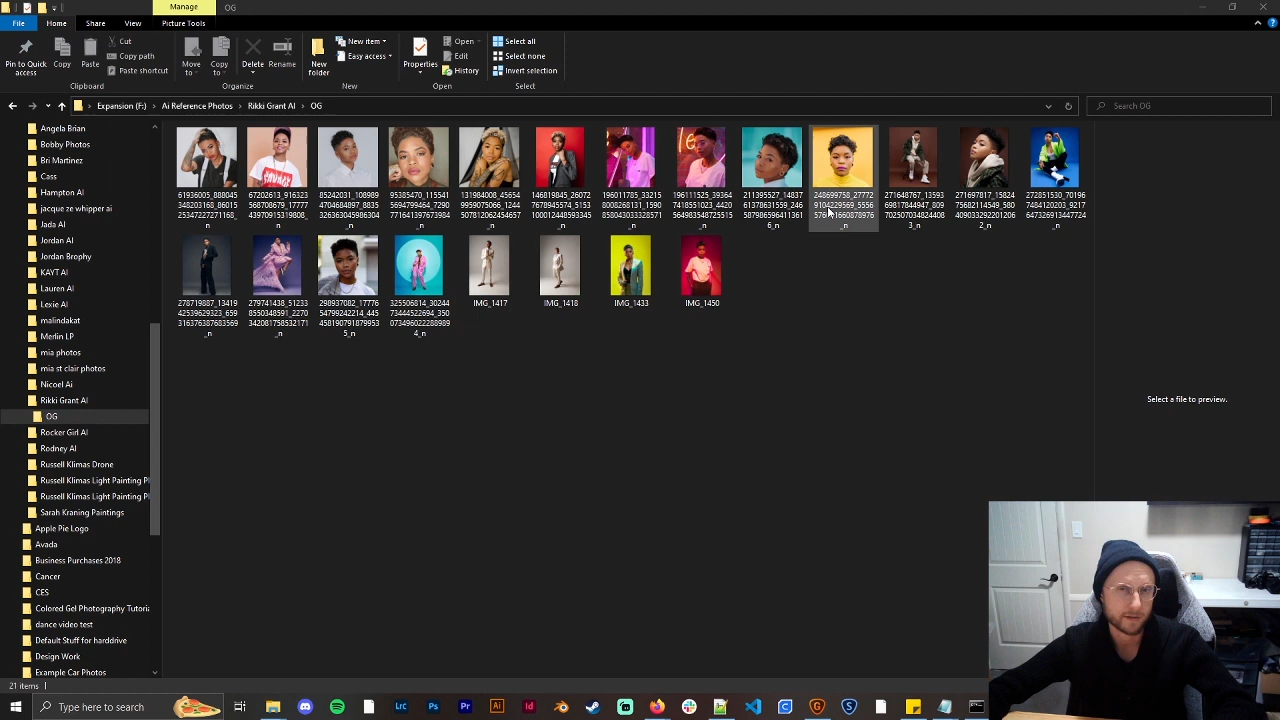 Manage
OG
File
Home
Share
View
Picture Tools
Pin to Quick
access
Copy
Paste
Cut
Copy path
Paste shortcut
Move
to
Copy
to
Delete
Rename
New
folder
New item
Easy access
Properties
Open
Edit
History
Select all
Select none
Invert selection
Clipboard
Organize
New
Open
Select
Expansion (F:)
Ai Reference Photos
Rikki Grant AI
OG
Search OG
Angela Brian
Bobby Photos
Bri Martinez
Cass
Hampton AI
jacque ze whipper ai
Jada AI
Jordan AI
Jordan Brophy
KAYT AI
Lauren AI
Lexie AI
malindakat
Merlin LP
mia photos
mia st clair photos
Nicoel Ai
Rikki Grant AI
OG
Rocker Girl AI
Rodney AI
Russell Klimas Drone
Russell Klimas Light Painting
Russell Klimas Light Painting
Sarah Kraning Paintings
Apple Pie Logo
Avada
Business Purchases 2018
Cancer
CES
Colored Gel Photography Tutoria
dance video test
Default Stuff for harddrive
Design Work
Example Car Photos
IMG_1417
IMG_1418
IMG_1433
IMG_1450
Select a file to preview.
21 items
Type here to search